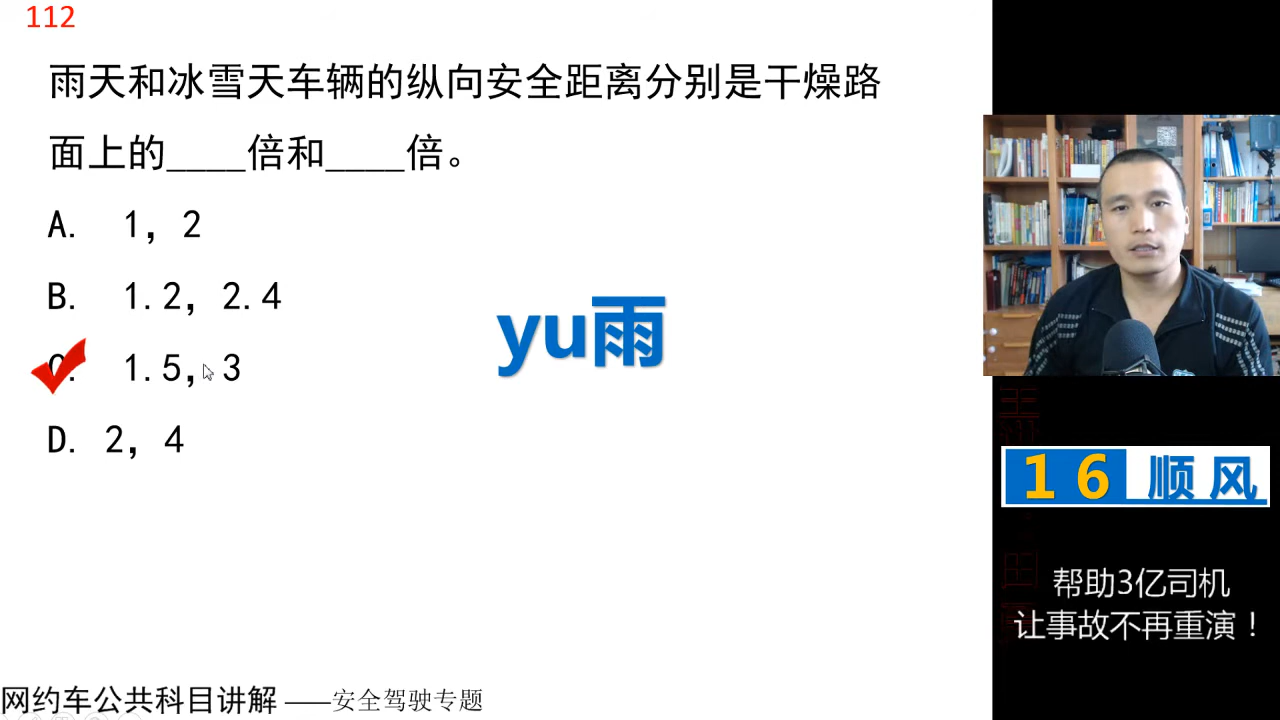 112
雨天和冰雪天车辆的纵向安全距离分别是干燥路
面上的____倍和____倍。
A. 1，2
B. 1.2，2.4
C. 1.5，3
D. 2，4
yu雨
16顺风
帮助3亿司机
让事故不再重演！
网约车公共科目讲解 ——安全驾驶专题